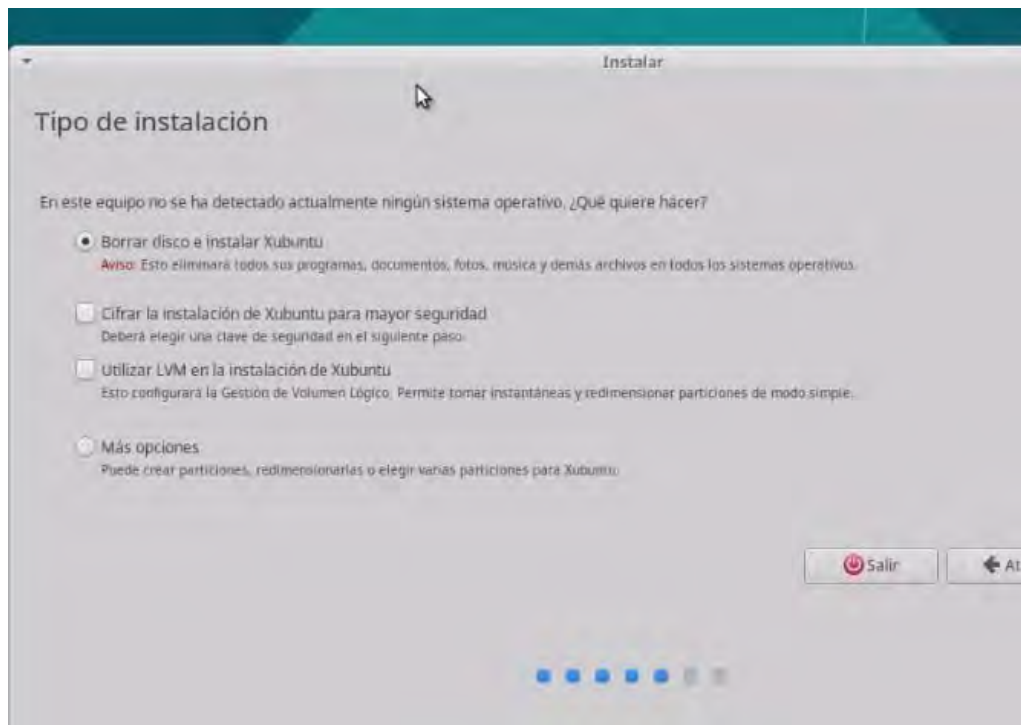 Instalar
Tipo de instalación
En este equipo no se ha detectado actualmente ningún sistema operativo. ¿Qué quiere hacer?
Borrar disco e instalar Xubuntu
Aviso: Esto eliminará todos sus programas, documentos, fotos, música y demás archivos en todos los sistemas operativos.
Cifrar la instalación de Xubuntu para mayor seguridad
Deberá elegir una clave de seguridad en el siguiente paso.
Utilizar LVM en la instalación de Xubuntu
Esto configurará la Gestión de Volumen Lógico. Permite tomar instantáneas y redimensionar particiones de modo simple.
Más opciones
Puede crear particiones, redimensionarlas o elegir varias particiones para Xubuntu.
Salir
At